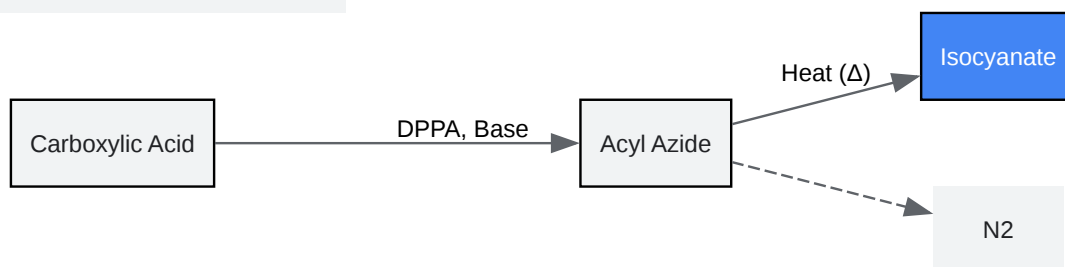 Carboxylic Acid
DPPA, Base
Acyl Azide
Heat (Δ)
Isocyanate
N2